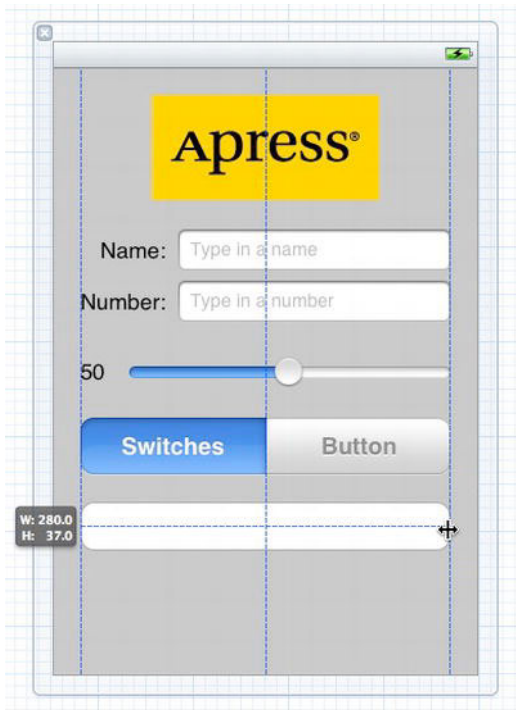 Apress®
Name: Type in a name
Number: Type in a number
50
Switches Button
W: 280.0
H: 37.0